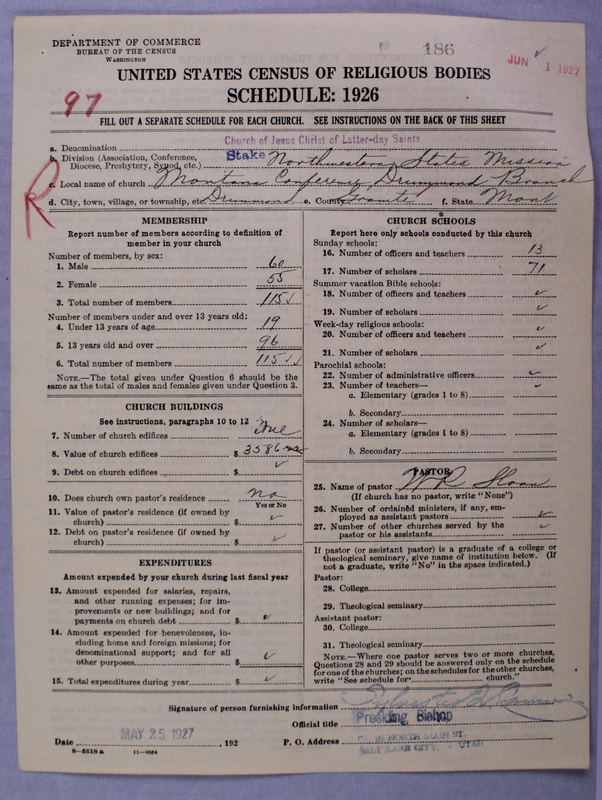 DEPARTMENT OF COMMERCE
BUREAU OF THE CENSUS
WASHINGTON
186
JUN 1 1927
UNITED STATES CENSUS OF RELIGIOUS BODIES
SCHEDULE: 1926
97
FILL OUT A SEPARATE SCHEDULE FOR EACH CHURCH. SEE INSTRUCTIONS ON THE BACK OF THIS SHEET
R
a. Denomination Church of Jesus Christ of Latter-day Saints
b. Division (Association, Conference, Diocese, Presbytery, Synod, etc.) Stake Northwestern States Mission
c. Local name of church Montana Conference, Drummond Branch
d. City, town, village, or township, etc. Drummond e. County Granite f. State Mont
MEMBERSHIP
Report number of members according to definition of
member in your church
Number of members, by sex:
1. Male 60
2. Female 55
3. Total number of members 115 ✓
Number of members under and over 13 years old:
4. Under 13 years of age 19
5. 13 years old and over 96
6. Total number of members 115 ✓✓
NOTE.—The total given under Question 6 should be the
same as the total of males and females given under Question 3.
CHURCH BUILDINGS
See instructions, paragraphs 10 to 12
7. Number of church edifices One
8. Value of church edifices $ 3586
9. Debt on church edifices $ ✓
10. Does church own pastor's residence No
Yes or No
11. Value of pastor's residence (if owned by
church) $ ✓
12. Debt on pastor's residence (if owned by
church) $ ✓
EXPENDITURES
Amount expended by your church during last fiscal year
13. Amount expended for salaries, repairs,
and other running expenses; for im-
provements or new buildings; and for
payments on church debt $ ✓
14. Amount expended for benevolences, in-
cluding home and foreign missions; for
denominational support; and for all
other purposes $ ✓
15. Total expenditures during year $ ✓
CHURCH SCHOOLS
Report here only schools conducted by this church
Sunday schools:
16. Number of officers and teachers 13
17. Number of scholars 71
Summer vacation Bible schools:
18. Number of officers and teachers ✓
19. Number of scholars ✓
Week-day religious schools:
20. Number of officers and teachers ✓
21. Number of scholars ✓
Parochial schools:
22. Number of administrative officers ✓
23. Number of teachers— ✓
a. Elementary (grades 1 to 8)
b. Secondary
24. Number of scholars—
a. Elementary (grades 1 to 8)
b. Secondary
PASTOR
25. Name of pastor W R Sloan
(If church has no pastor, write "None")
26. Number of ordained ministers, if any, em-
ployed as assistant pastors ✓
27. Number of other churches served by the
pastor or his assistants ✓
If pastor (or assistant pastor) is a graduate of a college or
theological seminary, give name of institution below. (If
not a graduate, write "No" in the space indicated.)
Pastor:
28. College
29. Theological seminary
Assistant pastor:
30. College
31. Theological seminary
NOTE.—Where one pastor serves two or more churches,
Questions 28 and 29 should be answered only on the schedule
for one of the churches; on the schedules for the other churches,
write "See schedule for church."
Signature of person furnishing information
Official title Presiding Bishop
Date MAY 25 1927, 192 P. O. Address NORTH MAIN ST.
SALT LAKE CITY, UTAH
6—5518 a 11—9054